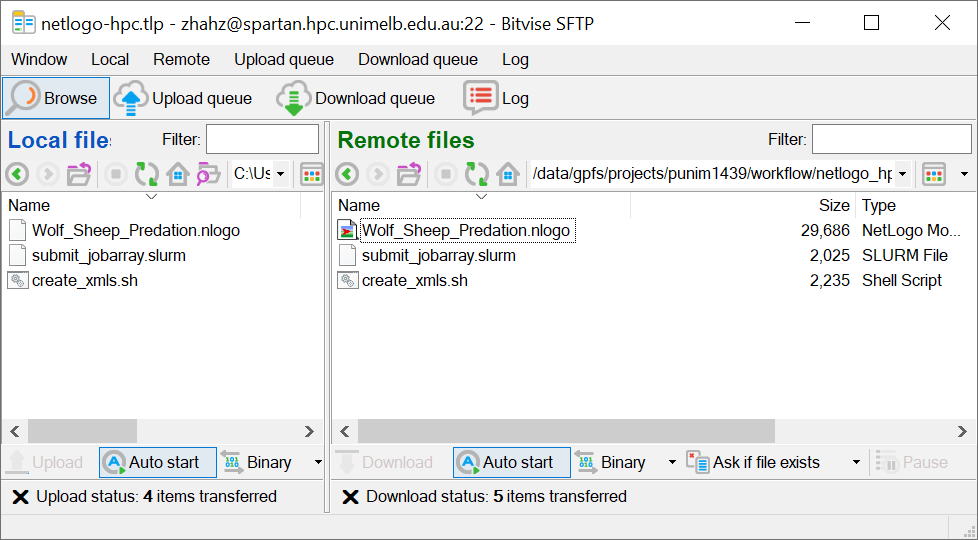 netlogo-hpc.tlp - zhahz@spartan.hpc.unimelb.edu.au:22 - Bitvise SFTP
Window Local Remote Upload queue Download queue Log
Browse Upload queue Download queue Log
Local files Filter:
C:\Us
Name
Wolf_Sheep_Predation.nlogo
submit_jobarray.slurm
create_xmls.sh
Upload Auto start Binary
Upload status: 4 items transferred
Remote files Filter:
/data/gpfs/projects/punim1439/workflow/netlogo_hp
Name Size Type
Wolf_Sheep_Predation.nlogo 29,686 NetLogo Mo...
submit_jobarray.slurm 2,025 SLURM File
create_xmls.sh 2,235 Shell Script
Download Auto start Binary Ask if file exists Pause
Download status: 5 items transferred